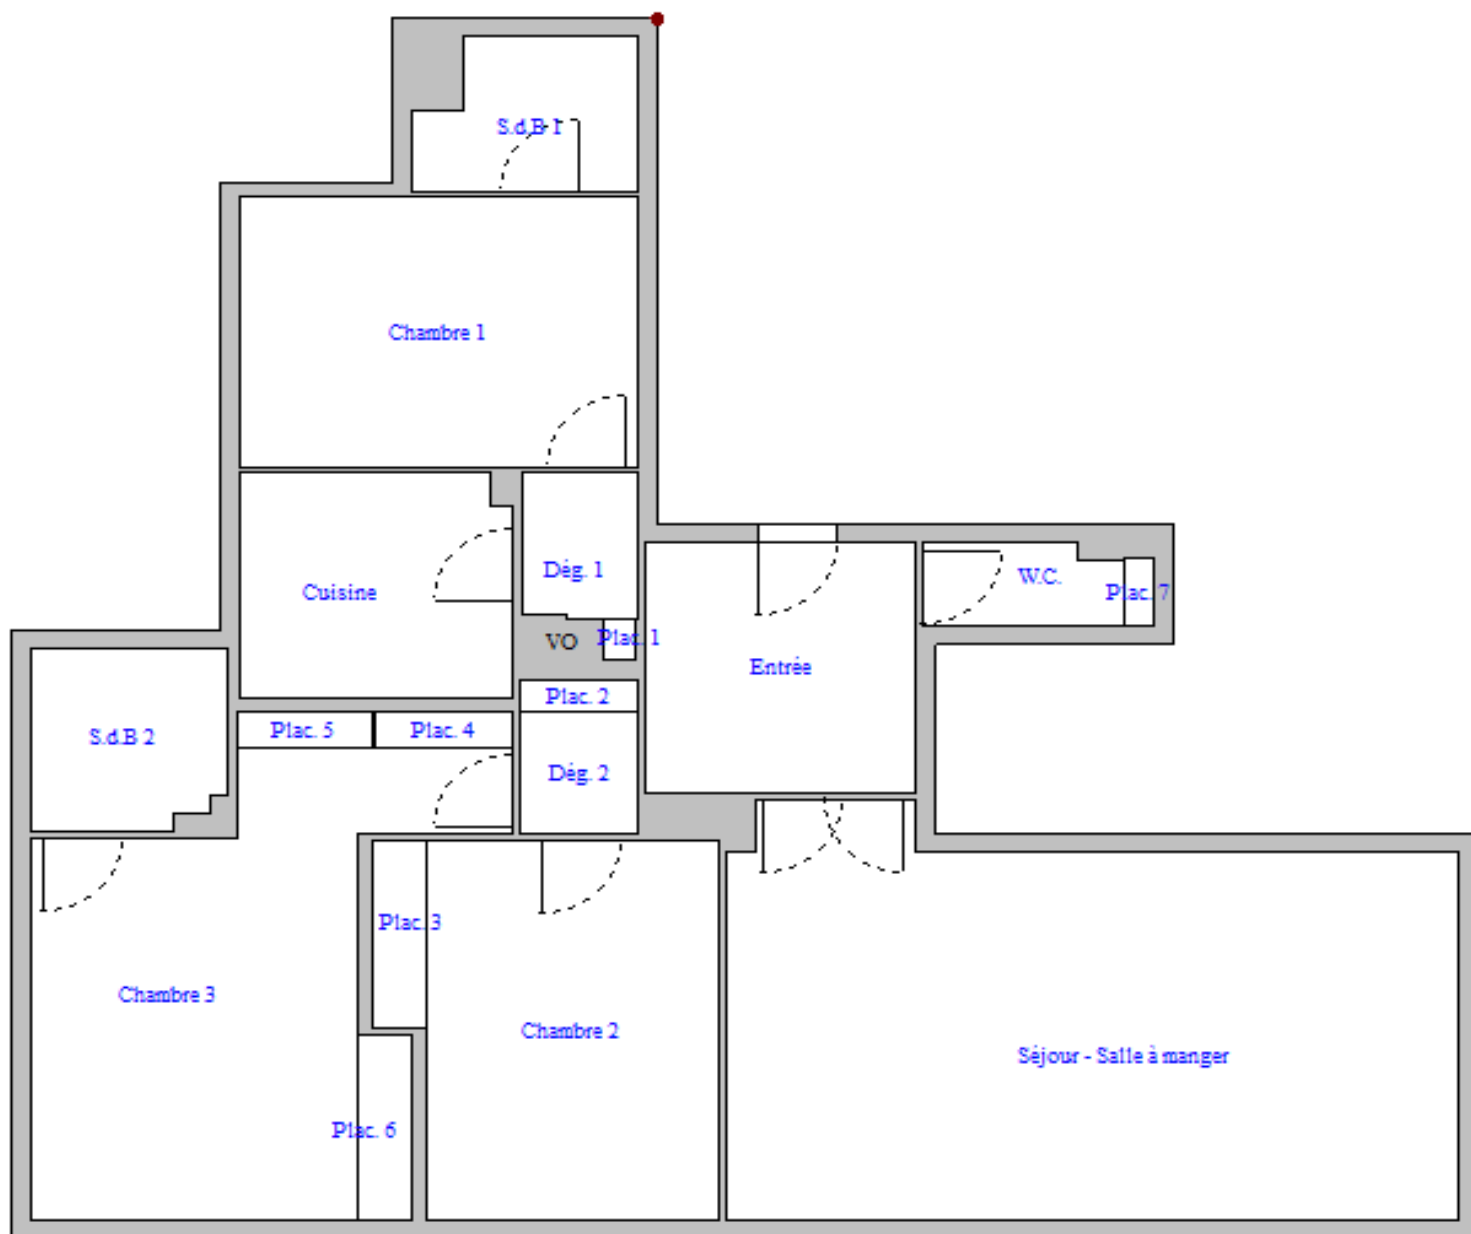 S.d.B 1
Chambre 1
Cuisine
Dég. 1
W.C.
Plac. 7
VO
Plac. 1
Entrée
Plac. 2
Plac. 5
Plac. 4
S.d.B 2
Dég. 2
Plac. 3
Chambre 3
Chambre 2
Séjour - Salle à manger
Plac. 6